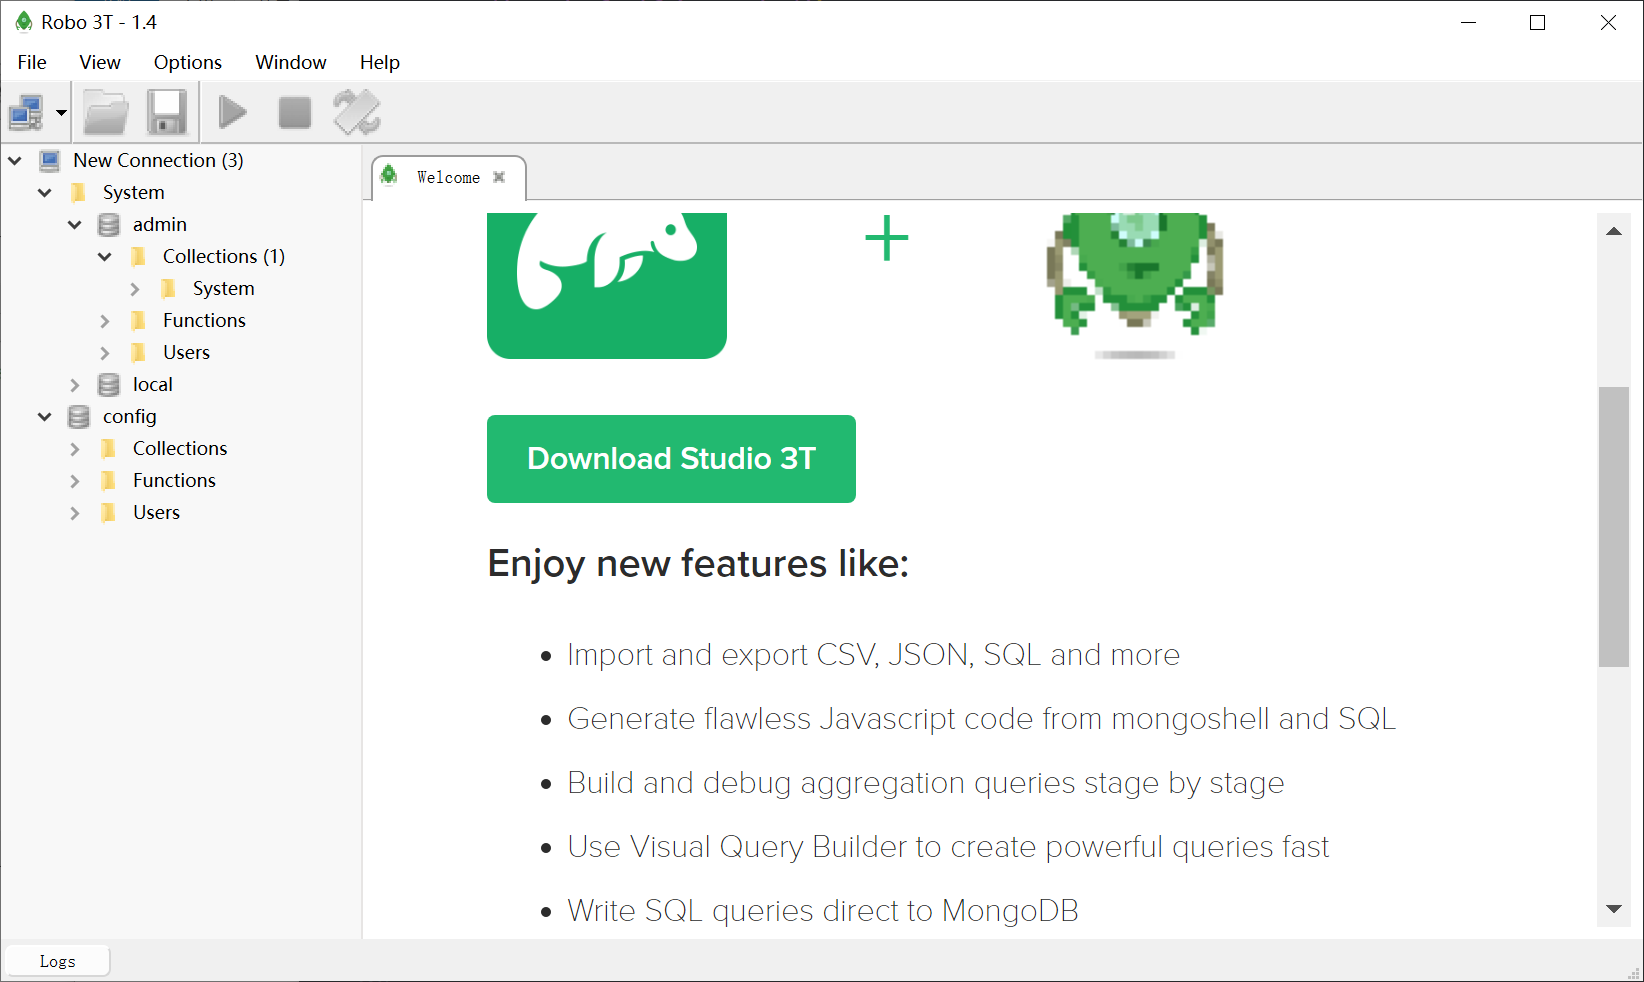 Robo 3T - 1.4
File View Options Window Help
New Connection (3)
System
admin
Collections (1)
System
Functions
Users
local
config
Collections
Functions
Users
Welcome
Download Studio 3T
Enjoy new features like:
Import and export CSV, JSON, SQL and more
Generate flawless Javascript code from mongoshell and SQL
Build and debug aggregation queries stage by stage
Use Visual Query Builder to create powerful queries fast
Write SQL queries direct to MongoDB
Logs